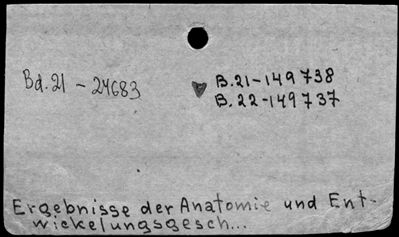 Bd. 21 - 24683
B. 21-149738
B. 22-149737
Ergebnisse der Anatomie und Ent-
wickelungsgesch...